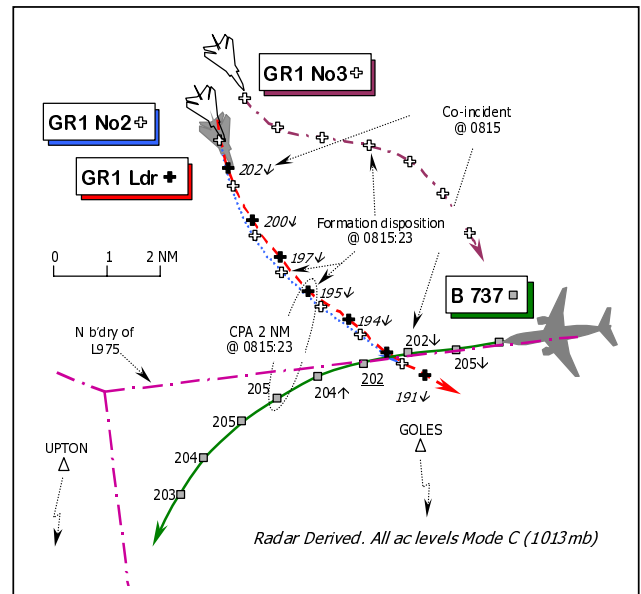 GR1 No3
GR1 No2
Co-incident
@ 0815
GR1 Ldr
202↓
200↓
Formation disposition
@ 0815:23
197↓
0 1 2 NM
195↓
B 737
194↓
CPA 2 NM
@ 0815:23
N b'dry of
L975
202↓
205↓
202
204↑
191↓
205
205
GOLES
UPTON
204
203
Radar Derived. All ac levels Mode C (1013mb)